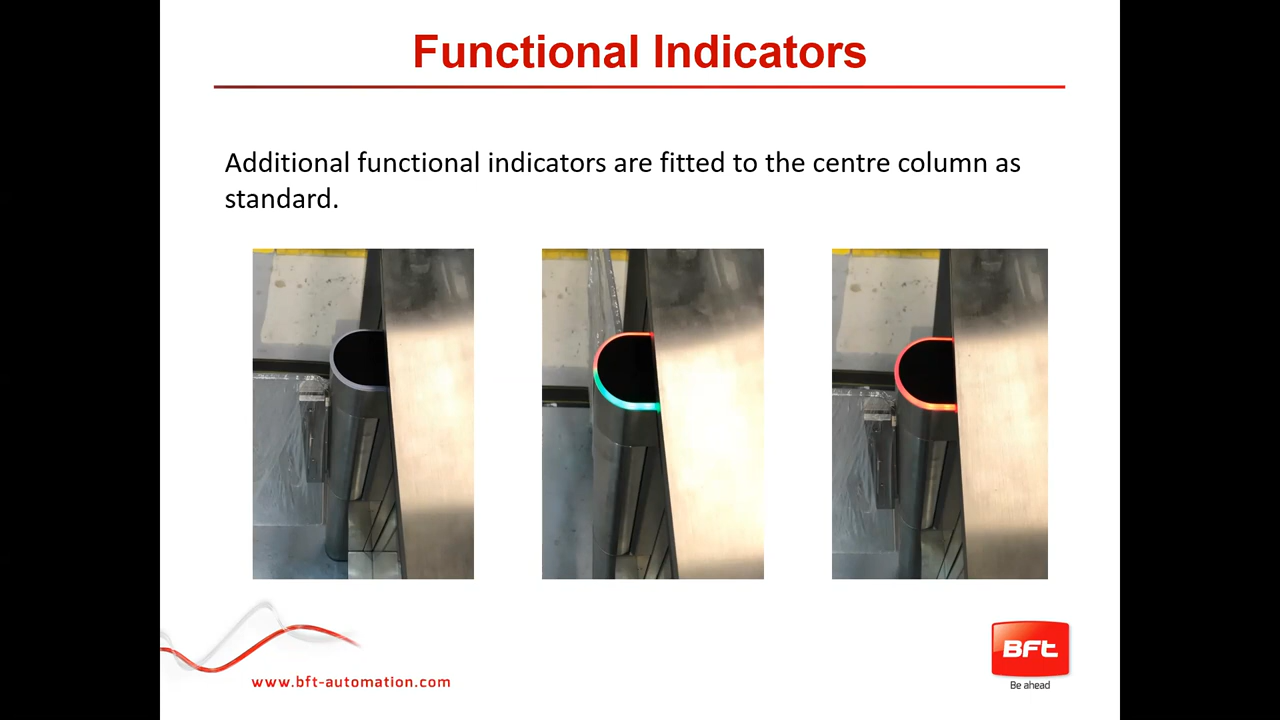 Functional Indicators
Additional functional indicators are fitted to the centre column as
standard.
www.bft-automation.com
BFt
Be ahead